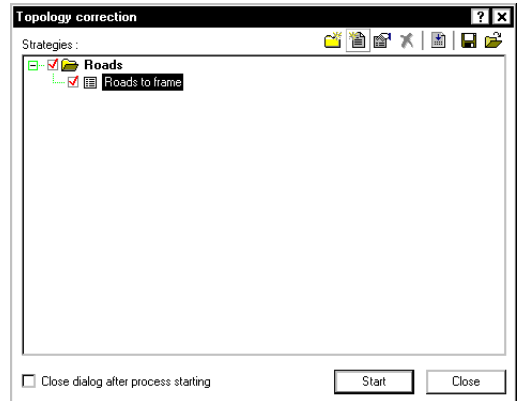 Topology correction
Strategies :
Roads
Roads to frame
Close dialog after process starting
Start
Close